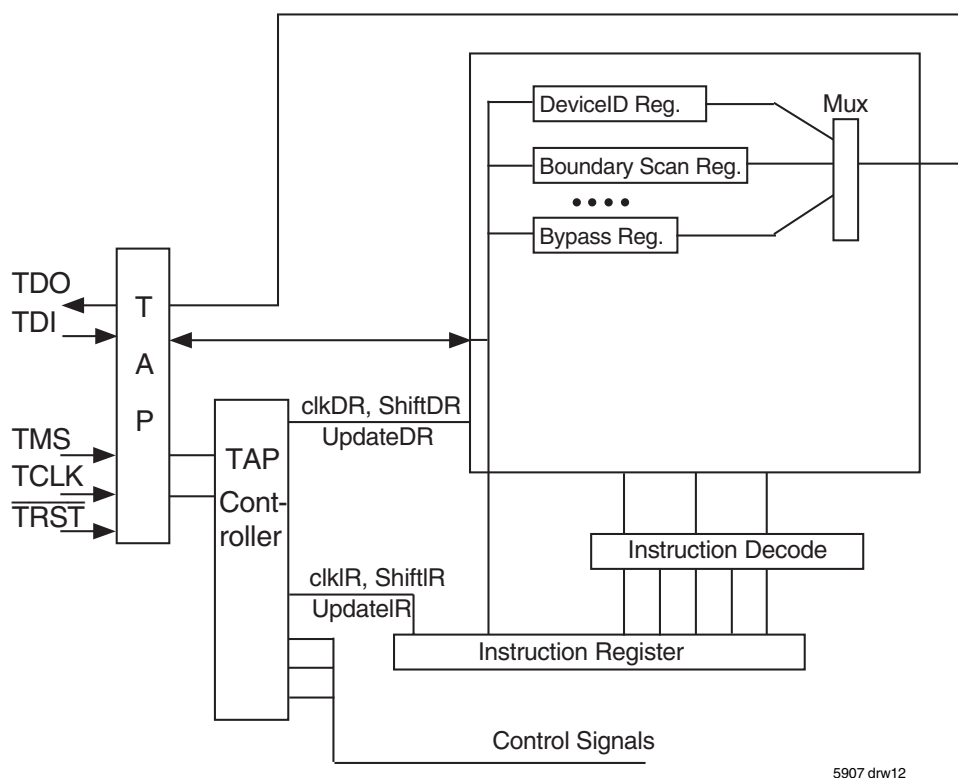 DeviceID Reg.
Mux
Boundary Scan Reg.
Bypass Reg.
TDO
TDI
TMS
TCLK
TRST
T
A
P
TAP
Cont-
roller
clkDR, ShiftDR
UpdateDR
clkIR, ShiftIR
UpdateIR
Instruction Decode
Instruction Register
Control Signals
5907 drw12